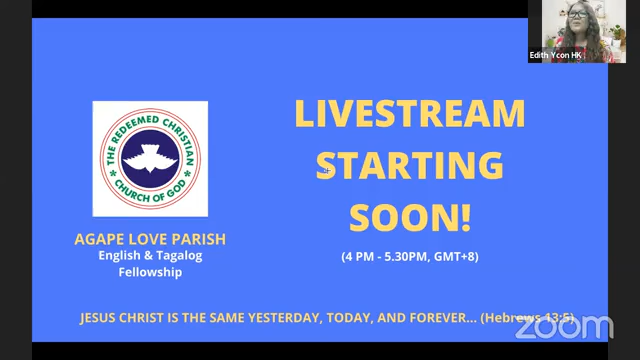 Edith Ycon HK
THE REDEEMED CHRISTIAN
CHURCH OF GOD
LIVESTREAM
STARTING
SOON!
(4 PM - 5.30PM, GMT+8)
AGAPE LOVE PARISH
English & Tagalog
Fellowship
JESUS CHRIST IS THE SAME YESTERDAY, TODAY, AND FOREVER... (Hebrews 13:5)
zoom